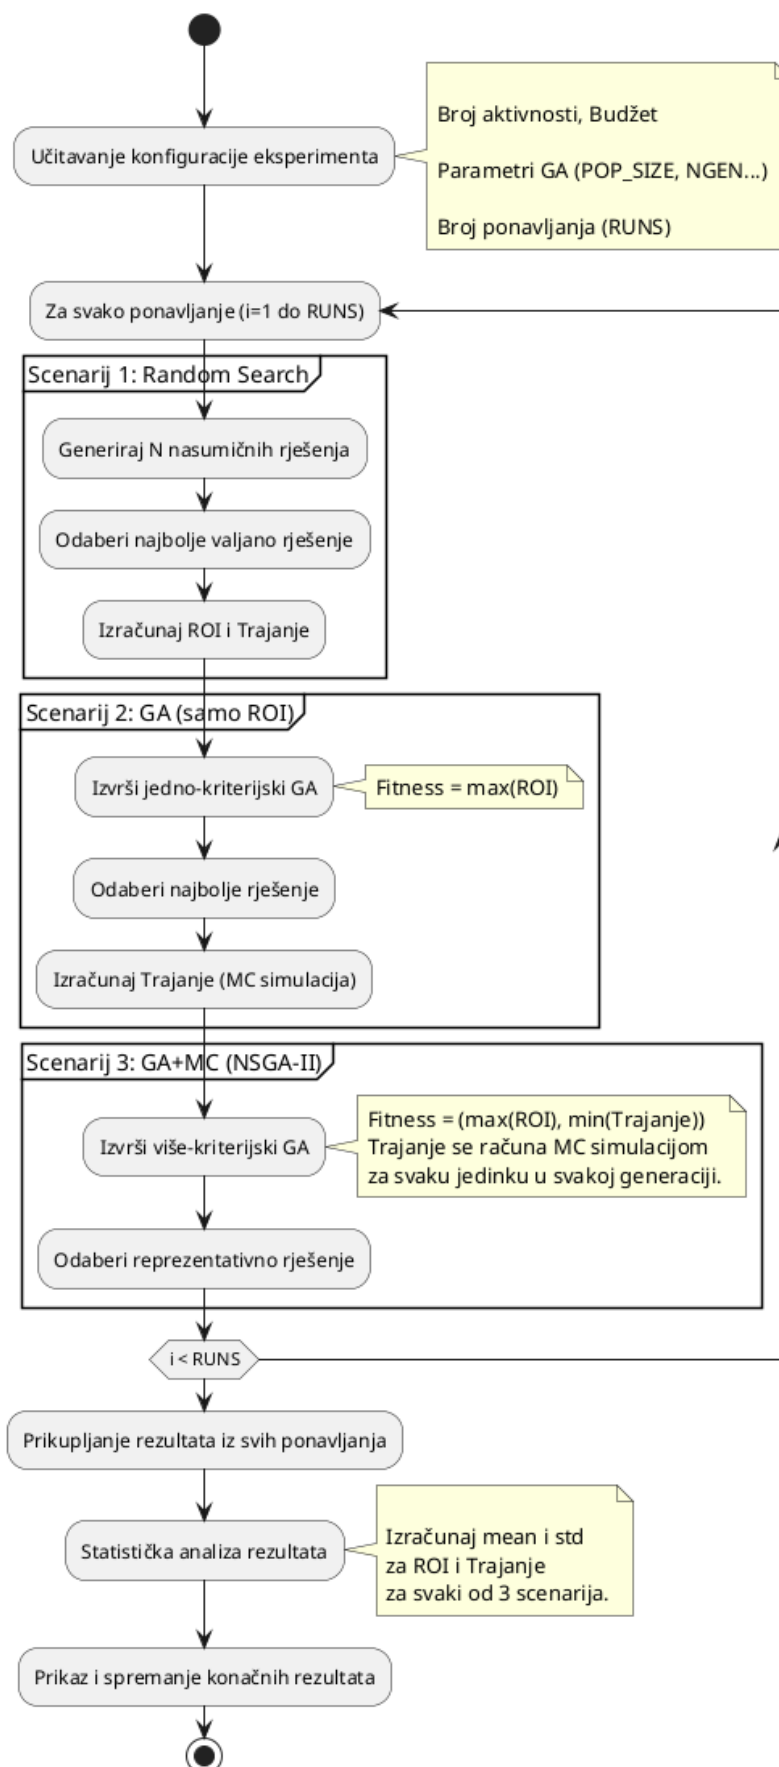 Učitavanje konfiguracije eksperimenta
Broj aktivnosti, Budžet
Parametri GA (POP_SIZE, NGEN...)
Broj ponavljanja (RUNS)
Za svako ponavljanje (i=1 do RUNS)
Scenarij 1: Random Search
Generiraj N nasumičnih rješenja
Odaberi najbolje valjano rješenje
Izračunaj ROI i Trajanje
Scenarij 2: GA (samo ROI)
Izvrši jedno-kriterijski GA
Fitness = max(ROI)
Odaberi najbolje rješenje
Izračunaj Trajanje (MC simulacija)
Scenarij 3: GA+MC (NSGA-II)
Izvrši više-kriterijski GA
Fitness = (max(ROI), min(Trajanje))
Trajanje se računa MC simulacijom
za svaku jedinku u svakoj generaciji.
Odaberi reprezentativno rješenje
i < RUNS
Prikupljanje rezultata iz svih ponavljanja
Statistička analiza rezultata
Izračunaj mean i std
za ROI i Trajanje
za svaki od 3 scenarija.
Prikaz i spremanje konačnih rezultata